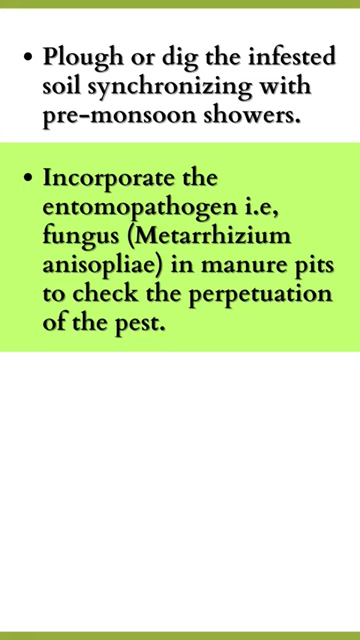 • Plough or dig the infested
soil synchronizing with
pre-monsoon showers.
• Incorporate the
entomopathogen i.e,
fungus (Metarrhizium
anisopliae) in manure pits
to check the perpetuation
of the pest.